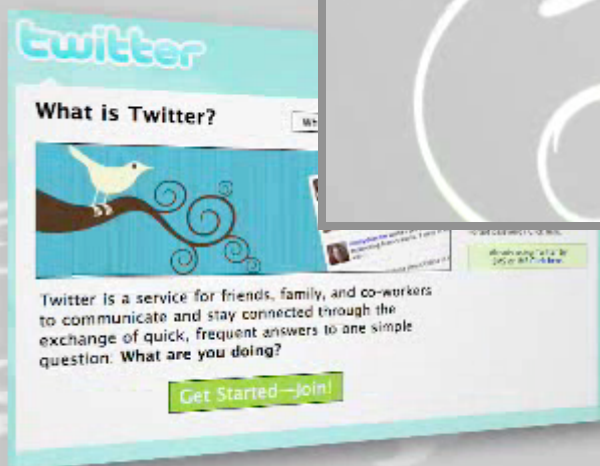 twitter
What is Twitter?
Twitter is a service for friends, family, and co-workers
to communicate and stay connected through the
exchange of quick, frequent answers to one simple
question: What are you doing?
Get Started—Join!